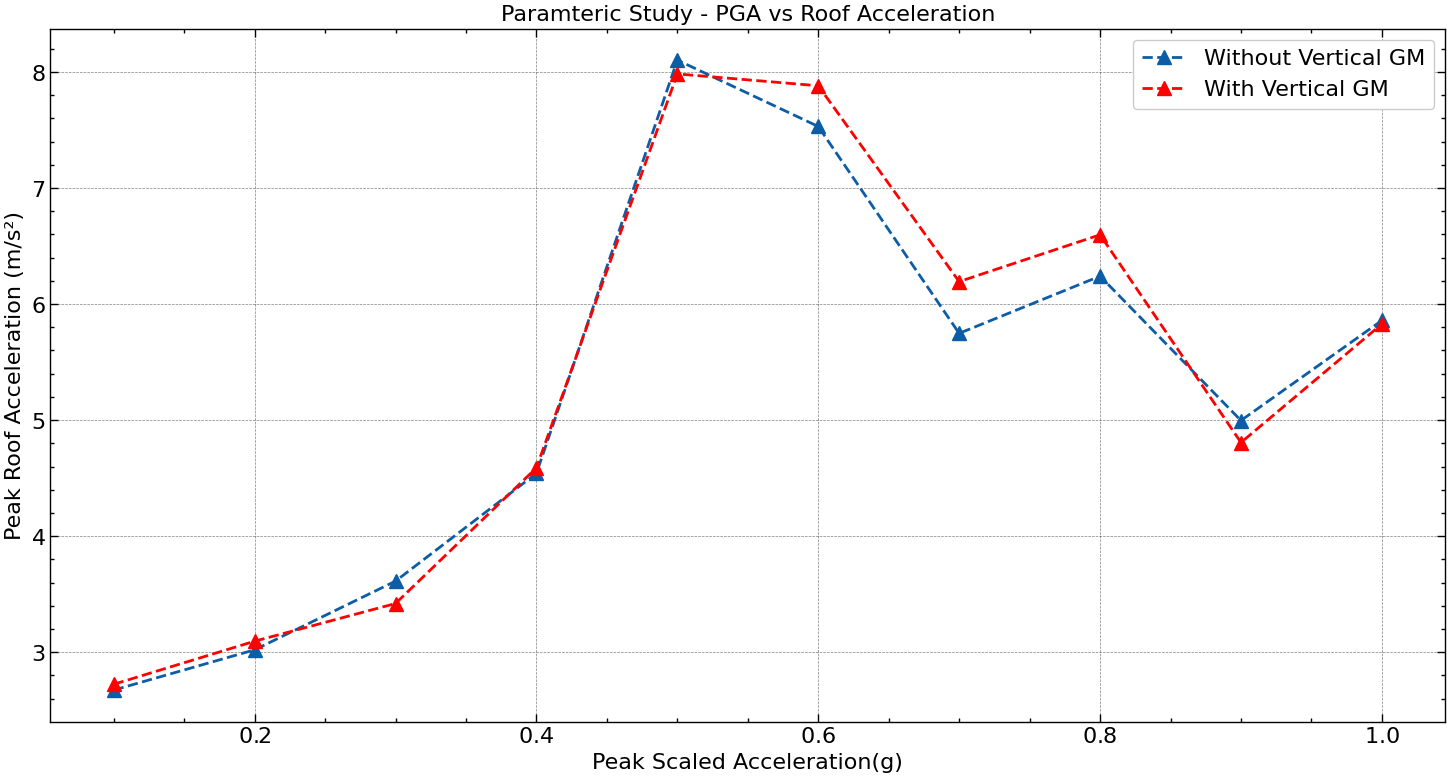 Paramteric Study - PGA vs Roof Acceleration
Without Vertical GM
With Vertical GM
Peak Roof Acceleration (m/s²)
8
7
6
5
4
3
0.2
0.4
0.6
0.8
1.0
Peak Scaled Acceleration(g)